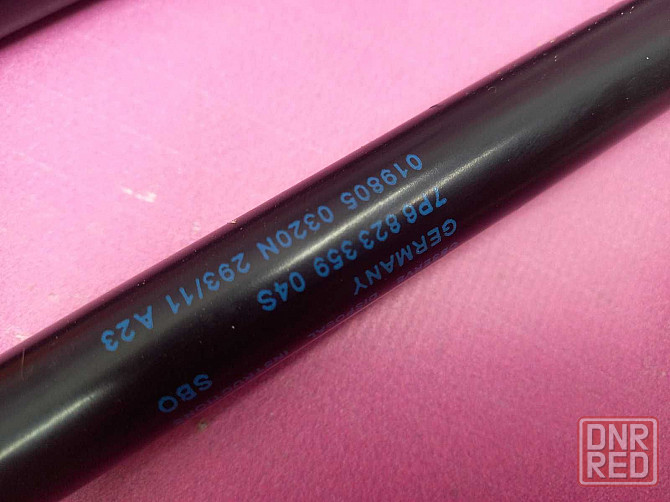 019805 0320N 293/11 A23
7P6 823 359 04S
GERMANY
SBO
DNR
RED